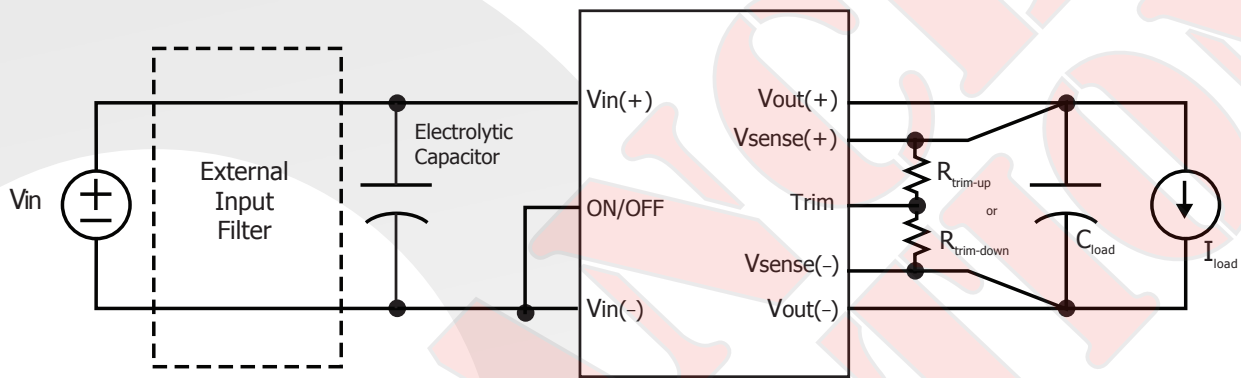 Vin
External
Input
Filter
Electrolytic
Capacitor
Vin(+)
ON/OFF
Vin(−)
Vout(+)
Vsense(+)
Trim
Vsense(−)
Vout(−)
Rtrim-up
or
Rtrim-down
Cload
Iload